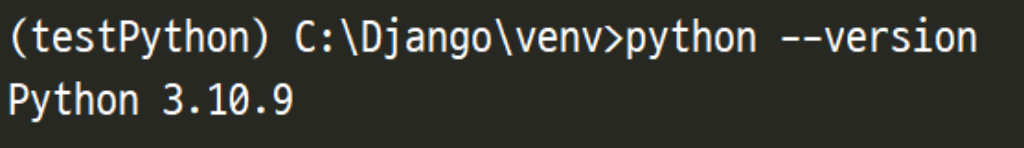 (testPython) C:\Django\venv>python --version
Python 3.10.9